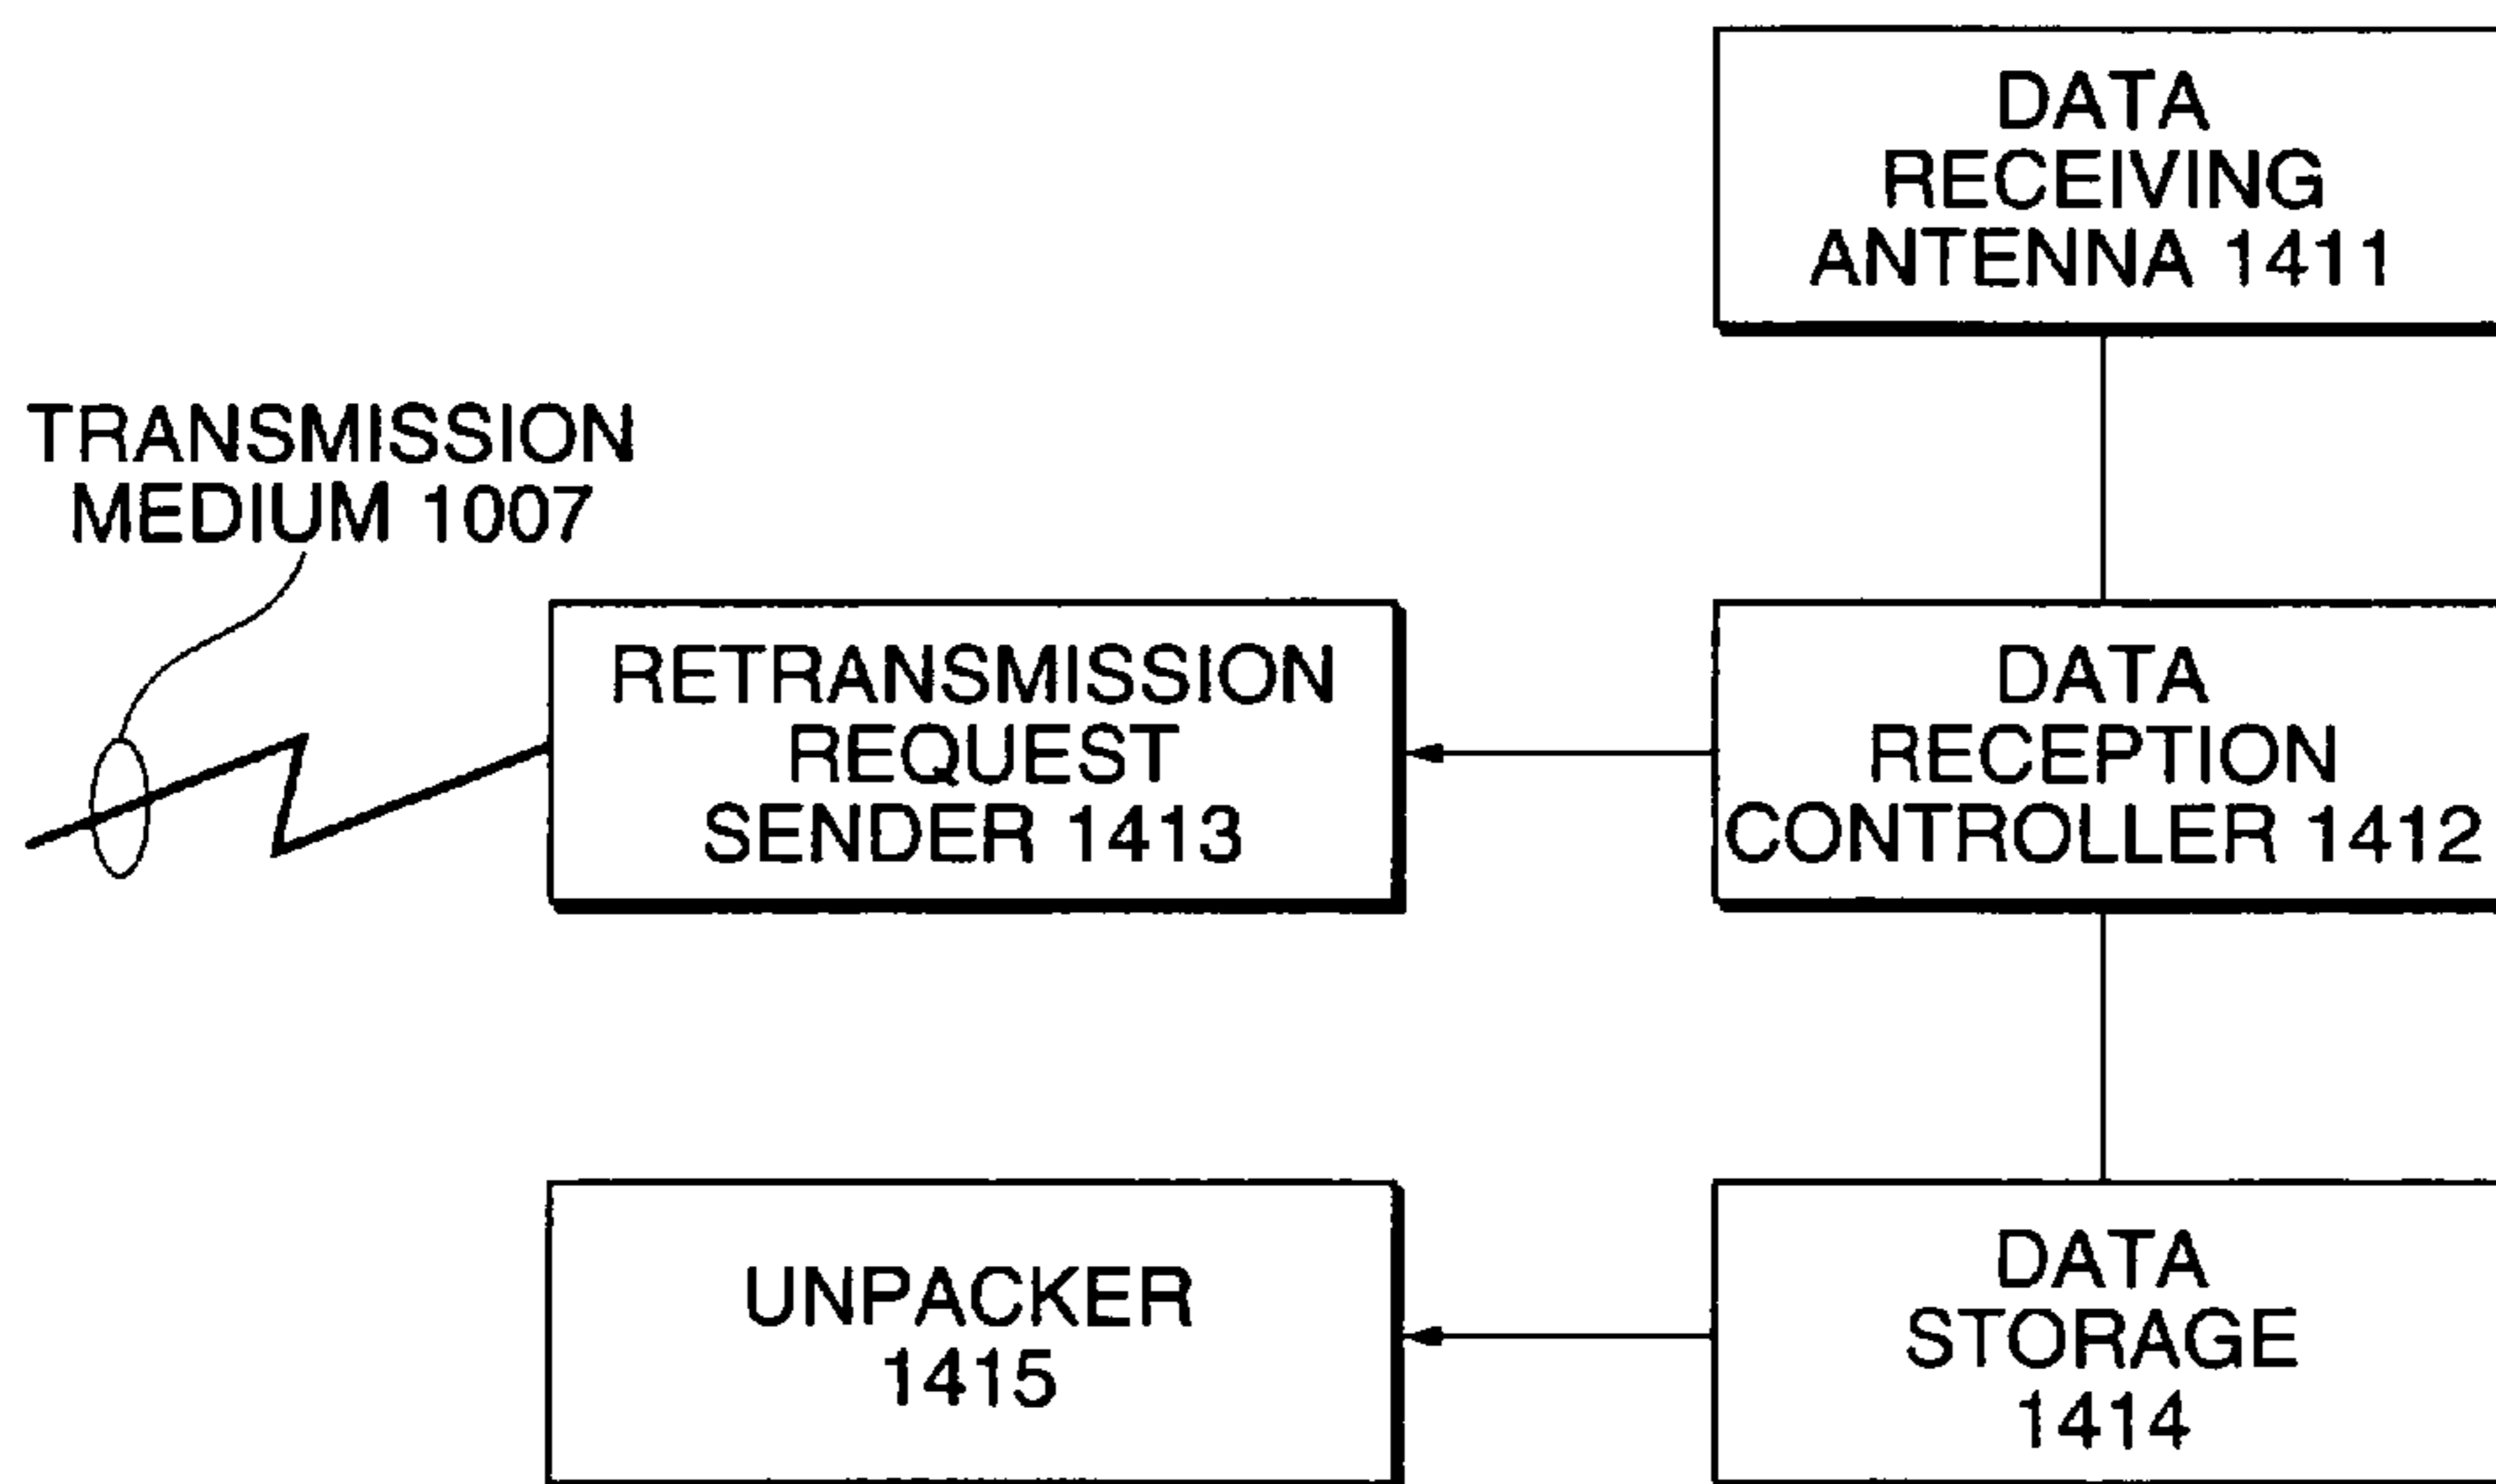 DATA
RECEIVING
ANTENNA 1411
TRANSMISSION
MEDIUM 1007
RETRANSMISSION
REQUEST
SENDER 1413
DATA
RECEPTION
CONTROLLER 1412
UNPACKER
1415
DATA
STORAGE
1414